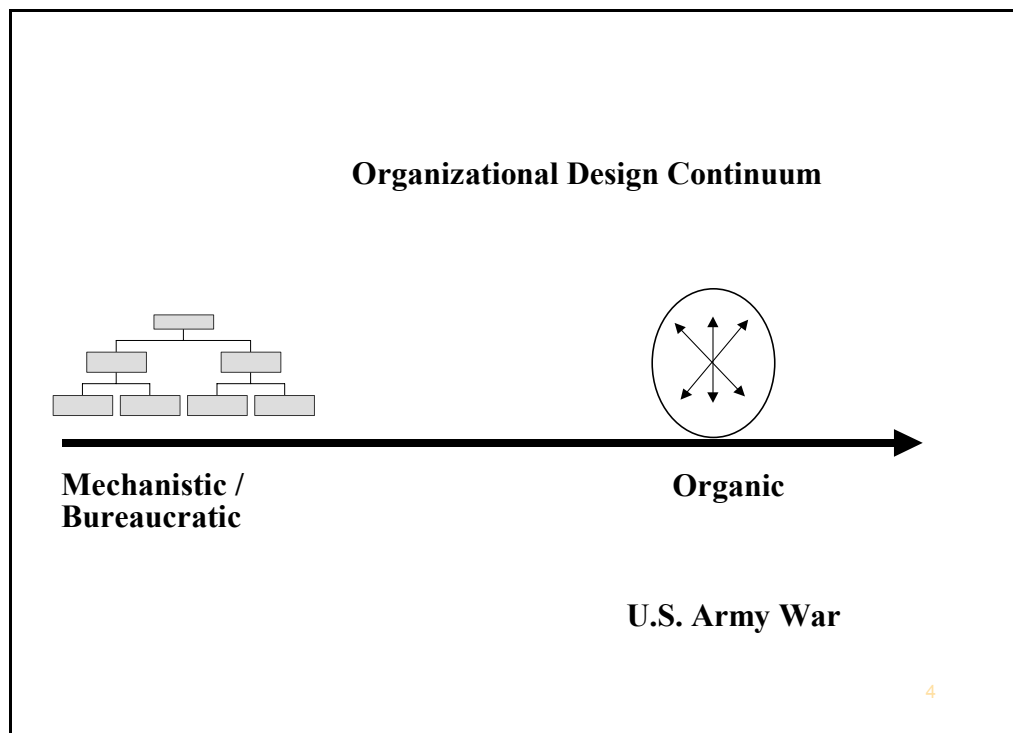 Organizational Design Continuum
Mechanistic /
Bureaucratic
Organic
U.S. Army War
4